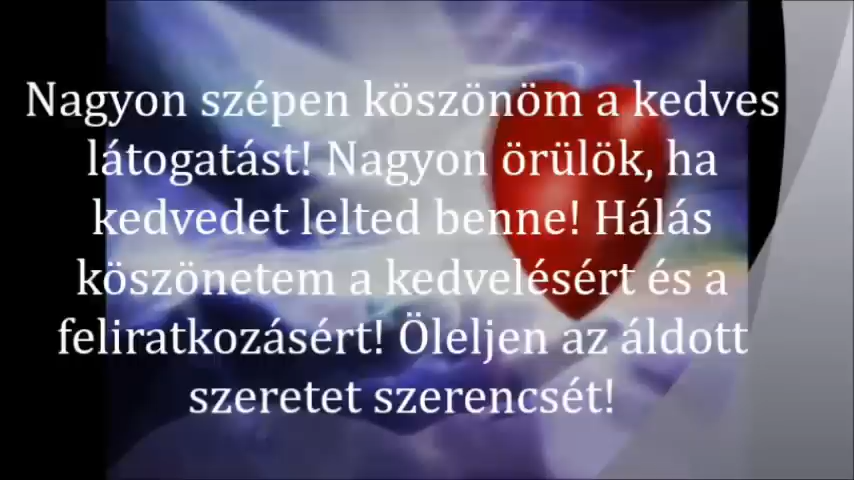 Nagyon szépen köszönöm a kedves
látogatást! Nagyon örülök, ha
kedvedet lelted benne! Hálás
köszönetem a kedvelésért és a
feliratkozásért! Öleljen az áldott
szeretet szerencsét!